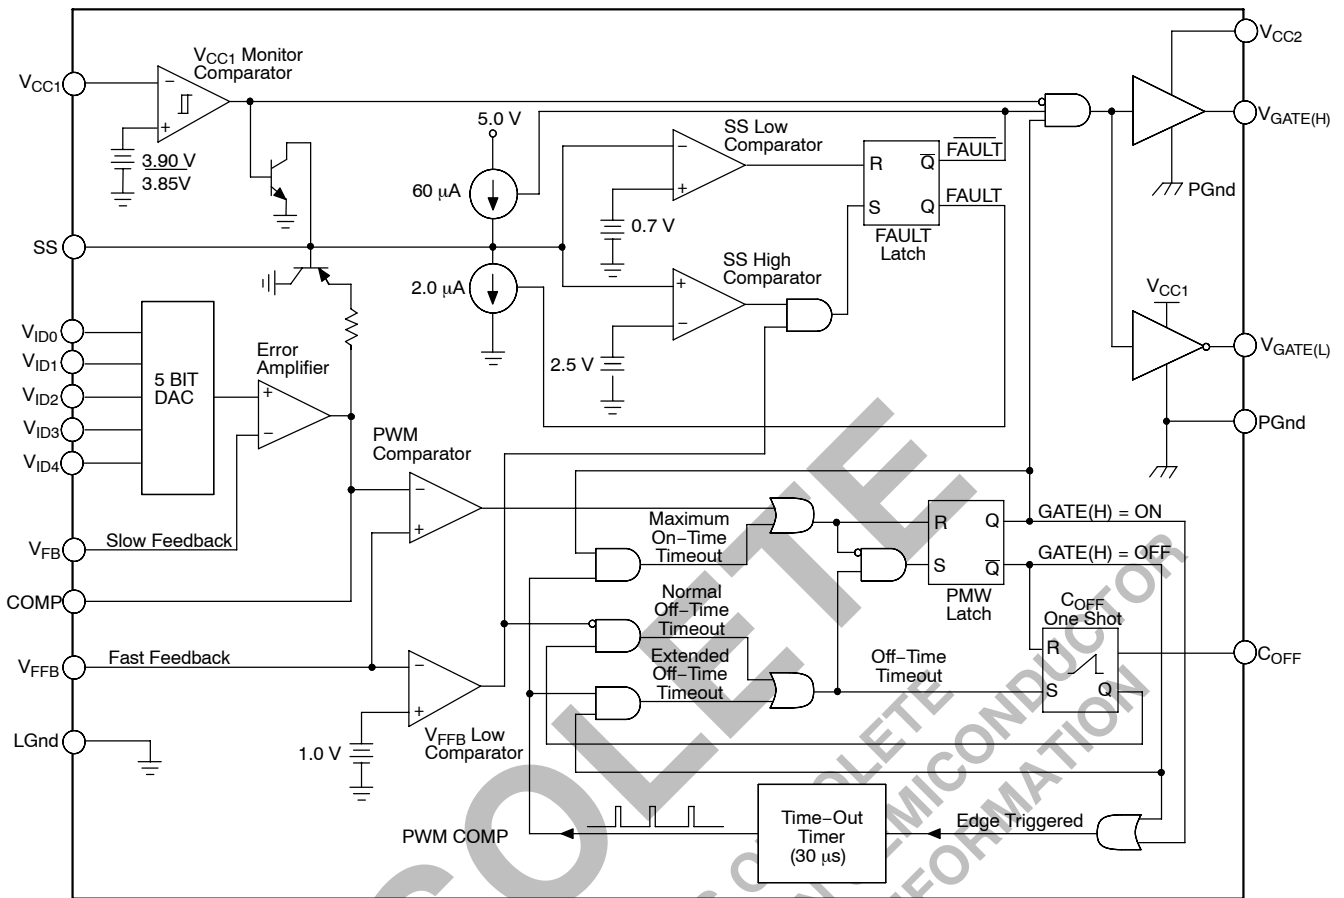 VCC1 Monitor
Comparator
VCC1
−
+
3.90 V
3.85V
SS
5.0 V
60 μA
2.0 μA
SS Low
Comparator
−
+
0.7 V
SS High
Comparator
+
−
2.5 V
R
Q
S
Q
FAULT
FAULT
FAULT
Latch
VCC2
VGATE(H)
PGnd
VCC1
VGATE(L)
PGnd
VID0
VID1
VID2
VID3
VID4
5 BIT
DAC
Error
Amplifier
+
−
PWM
Comparator
−
+
VFB
Slow Feedback
COMP
VFFB
Fast Feedback
−
+
VFFB Low
Comparator
1.0 V
LGnd
Maximum
On−Time
Timeout
Normal
Off−Time
Timeout
Extended
Off−Time
Timeout
R
Q
S
Q
PMW
Latch
GATE(H) = ON
GATE(H) = OFF
COFF
One Shot
R
S
Q
COFF
Off−Time
Timeout
Time−Out
Timer
(30 μs)
Edge Triggered
PWM COMP
OLETE
OLETE
SEMICONDUCTOR
FORMATION